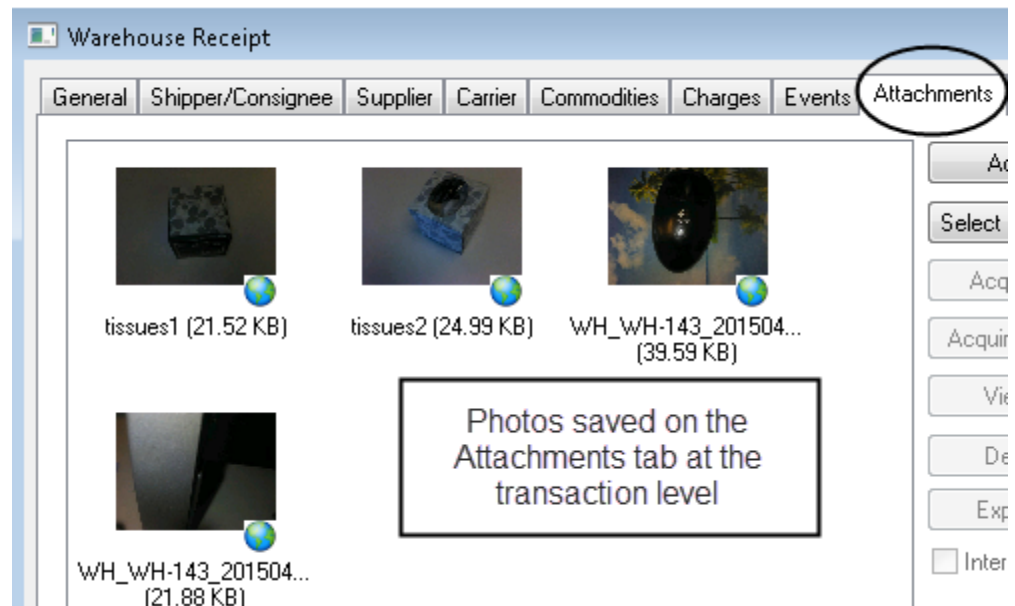 Warehouse Receipt
General Shipper/Consignee Supplier Carrier Commodities Charges Events Attachments
Select
tissues1 (21.52 KB) tissues2 (24.99 KB) WH_WH-143_201504...
(39.59 KB)
Photos saved on the
Attachments tab at the
transaction level
WH_WH-143_201504...
(21.88 KB)